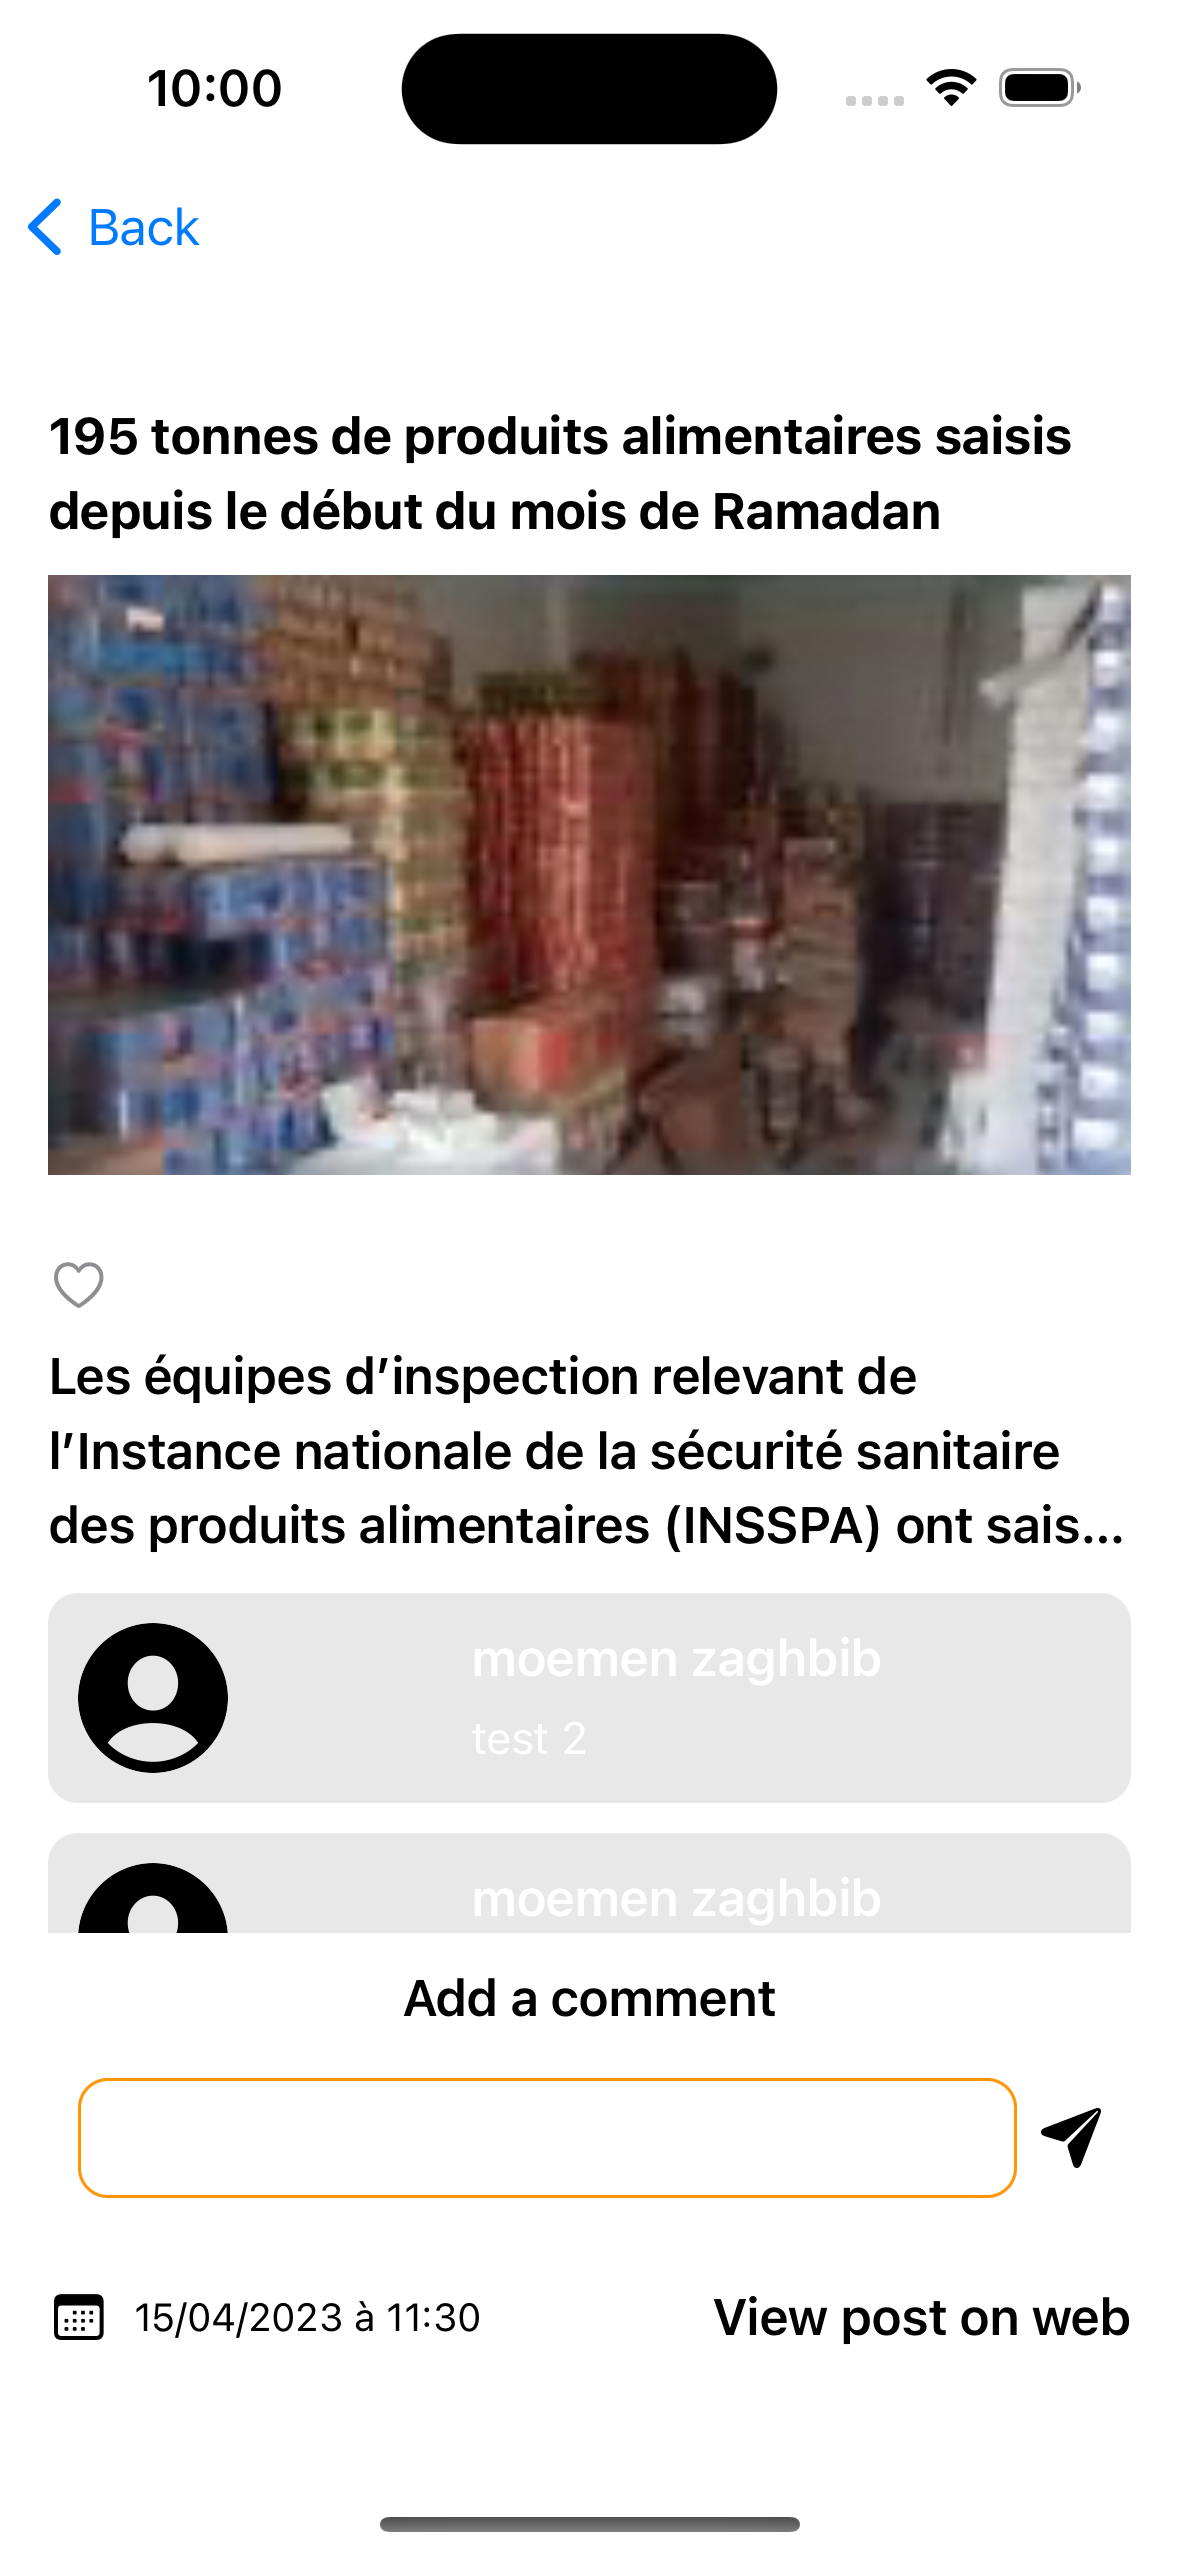 10:00
Back
195 tonnes de produits alimentaires saisis
depuis le début du mois de Ramadan
Les équipes d’inspection relevant de
l’Instance nationale de la sécurité sanitaire
des produits alimentaires (INSSPA) ont sais...
moemen zaghbib
test 2
moemen zaghbib
Add a comment
15/04/2023 à 11:30
View post on web